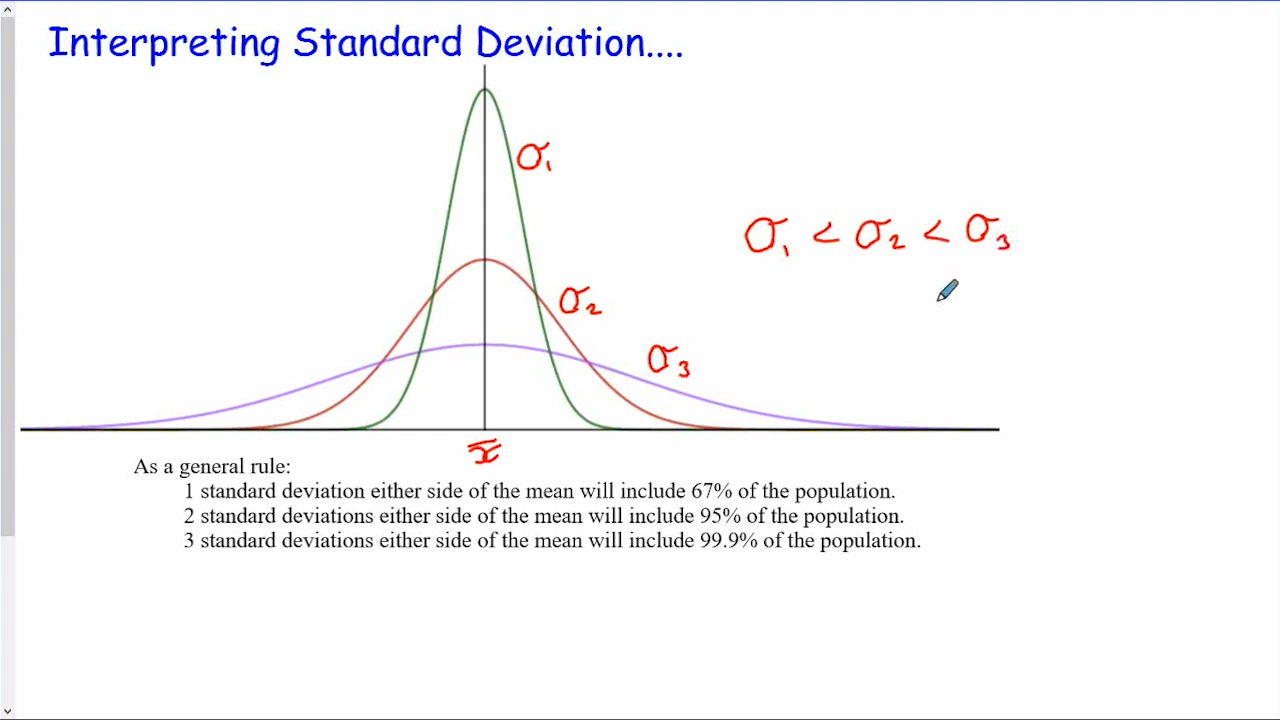 Interpreting Standard Deviation....
σ₁
σ₁ < σ₂ < σ₃
σ₂
σ₃
x̄
As a general rule:
1 standard deviation either side of the mean will include 67% of the population.
2 standard deviations either side of the mean will include 95% of the population.
3 standard deviations either side of the mean will include 99.9% of the population.